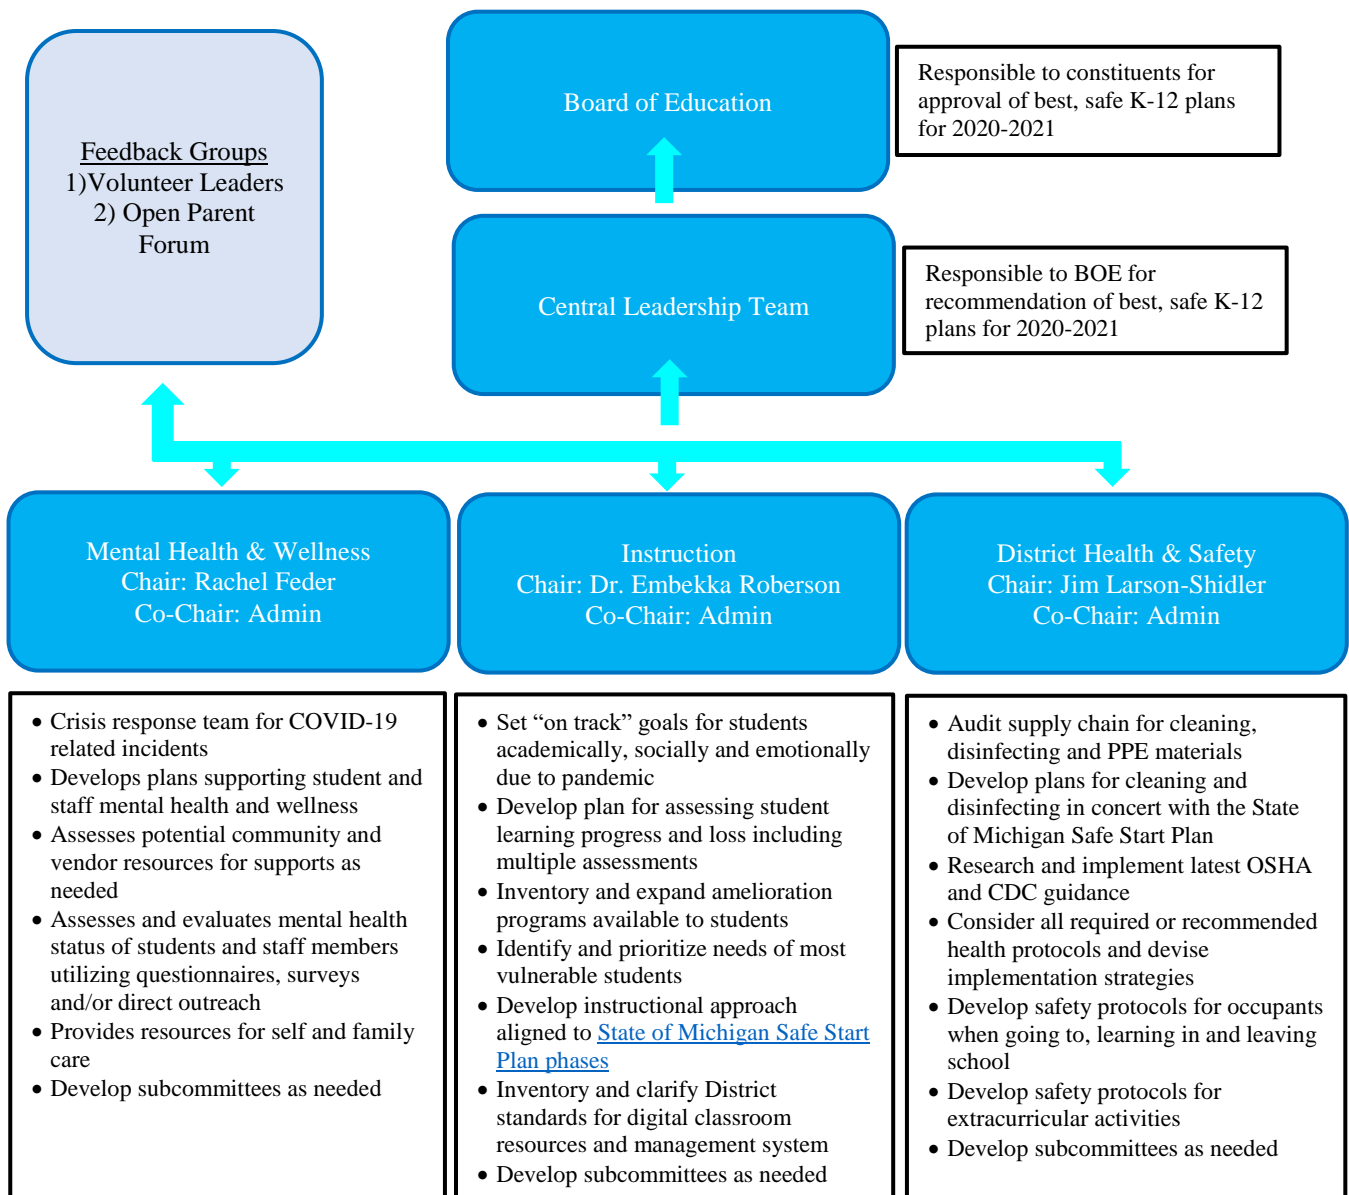 Feedback Groups
1)Volunteer Leaders
2) Open Parent
Forum
Board of Education
Responsible to constituents for
approval of best, safe K-12 plans
for 2020-2021
Central Leadership Team
Responsible to BOE for
recommendation of best, safe K-12
plans for 2020-2021
Mental Health & Wellness
Chair: Rachel Feder
Co-Chair: Admin
Instruction
Chair: Dr. Embekka Roberson
Co-Chair: Admin
District Health & Safety
Chair: Jim Larson-Shidler
Co-Chair: Admin
• Crisis response team for COVID-19
related incidents
• Develops plans supporting student and
staff mental health and wellness
• Assesses potential community and
vendor resources for supports as
needed
• Assesses and evaluates mental health
status of students and staff members
utilizing questionnaires, surveys
and/or direct outreach
• Provides resources for self and family
care
• Develop subcommittees as needed
• Set “on track” goals for students
academically, socially and emotionally
due to pandemic
• Develop plan for assessing student
learning progress and loss including
multiple assessments
• Inventory and expand amelioration
programs available to students
• Identify and prioritize needs of most
vulnerable students
• Develop instructional approach
aligned to State of Michigan Safe Start
Plan phases
• Inventory and clarify District
standards for digital classroom
resources and management system
• Develop subcommittees as needed
• Audit supply chain for cleaning,
disinfecting and PPE materials
• Develop plans for cleaning and
disinfecting in concert with the State
of Michigan Safe Start Plan
• Research and implement latest OSHA
and CDC guidance
• Consider all required or recommended
health protocols and devise
implementation strategies
• Develop safety protocols for occupants
when going to, learning in and leaving
school
• Develop safety protocols for
extracurricular activities
• Develop subcommittees as needed